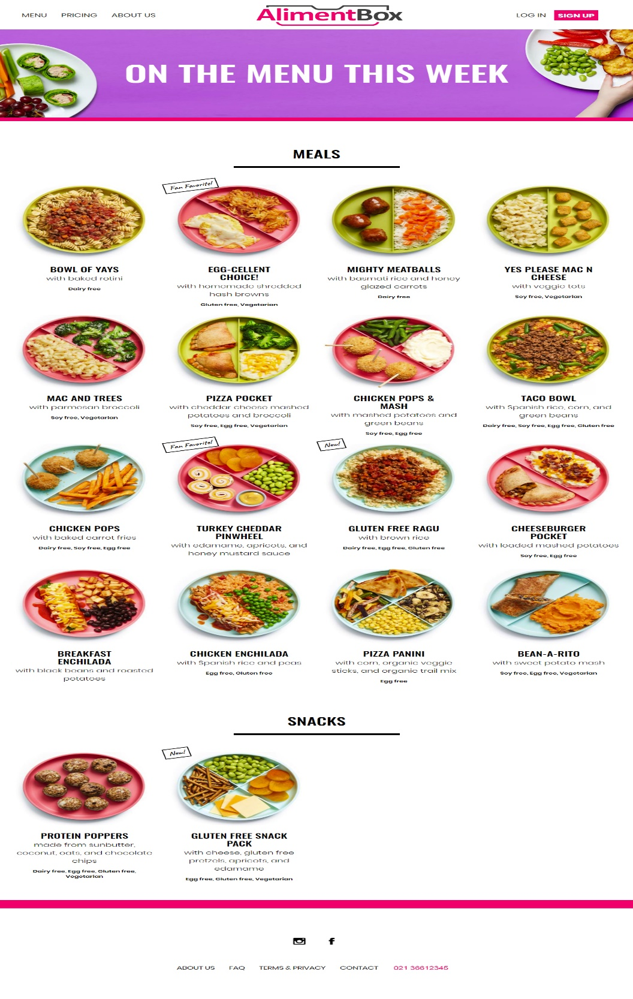 MENU PRICING ABOUT US AlimentBox LOG IN SIGN UP
ON THE MENU THIS WEEK
MEALS
BOWL OF YAYS
with baked rotini
Dairy free
Fan Favorite!
EGG-CELLENT
CHOICE!
with homemade shredded
hash browns
Gluten free, Vegetarian
MIGHTY MEATBALLS
with basmati rice and honey
glazed carrots
Dairy free
YES PLEASE MAC N
CHEESE
with veggie tots
Soy free, Vegetarian
MAC AND TREES
with parmesan broccoli
Soy free, Vegetarian
PIZZA POCKET
with cheddar cheese mashed
potatoes and broccoli
Soy free, Egg free, Vegetarian
CHICKEN POPS &
MASH
with mashed potatoes and
green beans
Soy free, Egg free
TACO BOWL
with Spanish rice, corn, and
green beans
Dairy free, Soy free, Egg free, Gluten free
CHICKEN POPS
with baked carrot fries
Dairy free, Soy free, Egg free
Fan Favorite!
TURKEY CHEDDAR
PINWHEEL
with edamame, apricots, and
honey mustard sauce
New!
GLUTEN FREE RAGU
with brown rice
Dairy free, Egg free, Gluten free
CHEESEBURGER
POCKET
with loaded mashed potatoes
Soy free, Egg free
BREAKFAST
ENCHILADA
with black beans and roasted
potatoes
CHICKEN ENCHILADA
with Spanish rice and peas
Egg free, Gluten free
PIZZA PANINI
with corn, organic veggie
sticks, and organic trail mix
Egg free
BEAN-A-RITO
with sweet potato mash
Soy free, Egg free, Vegetarian
SNACKS
PROTEIN POPPERS
made from sunbutter,
coconut, oats, and chocolate
chips
Dairy free, Egg free, Gluten free,
Vegetarian
New!
GLUTEN FREE SNACK
PACK
with cheese, gluten free
pretzels, apricots, and
edamame
Egg free, Gluten free, Vegetarian
ABOUT US FAQ TERMS & PRIVACY CONTACT 021 36612345